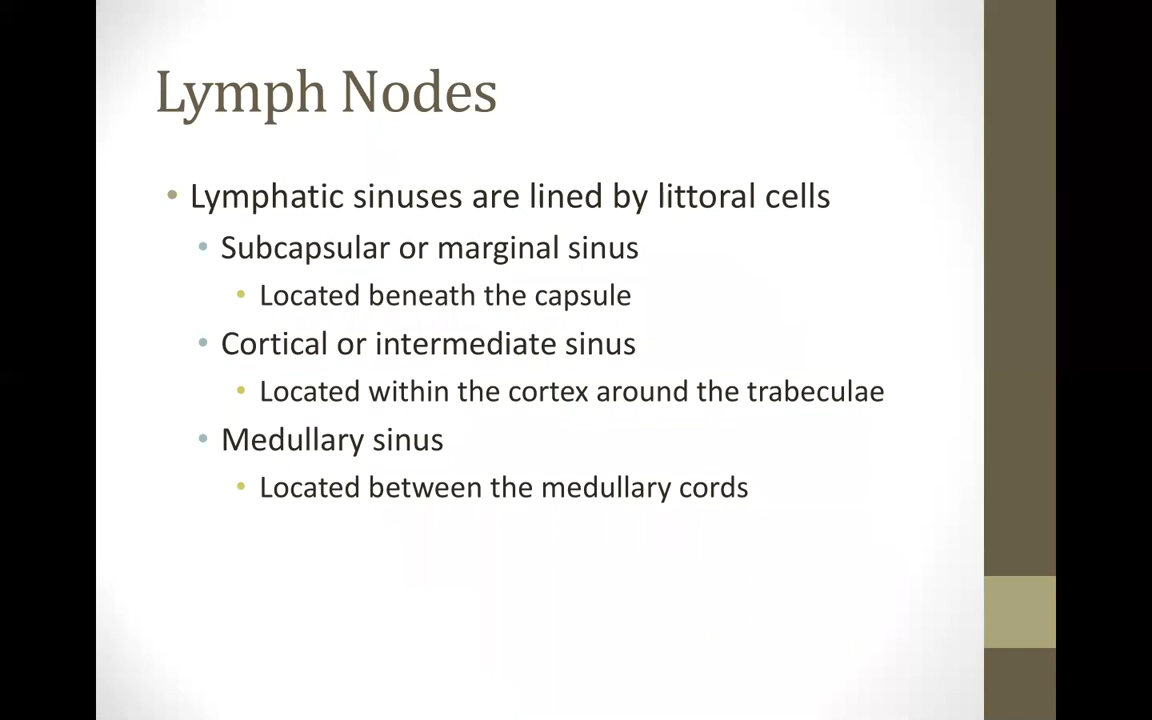 Lymph Nodes
• Lymphatic sinuses are lined by littoral cells
• Subcapsular or marginal sinus
• Located beneath the capsule
• Cortical or intermediate sinus
• Located within the cortex around the trabeculae
• Medullary sinus
• Located between the medullary cords